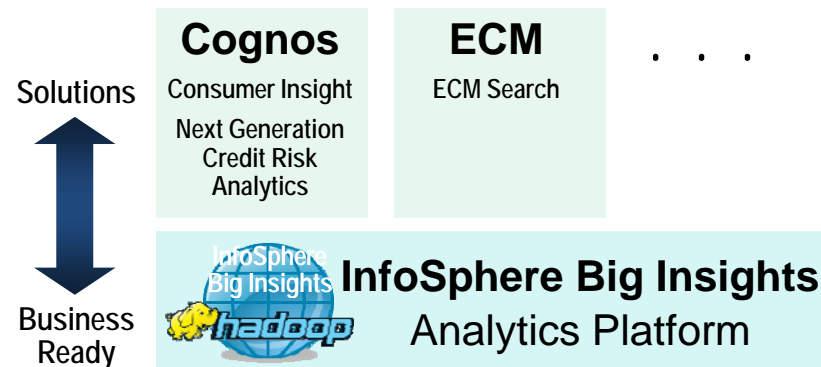 Cognos
Consumer Insight
Next Generation
Credit Risk
Analytics
ECM
ECM Search
. . .
Solutions
Business
Ready
InfoSphere
Big Insights
hadoop
InfoSphere Big Insights
Analytics Platform